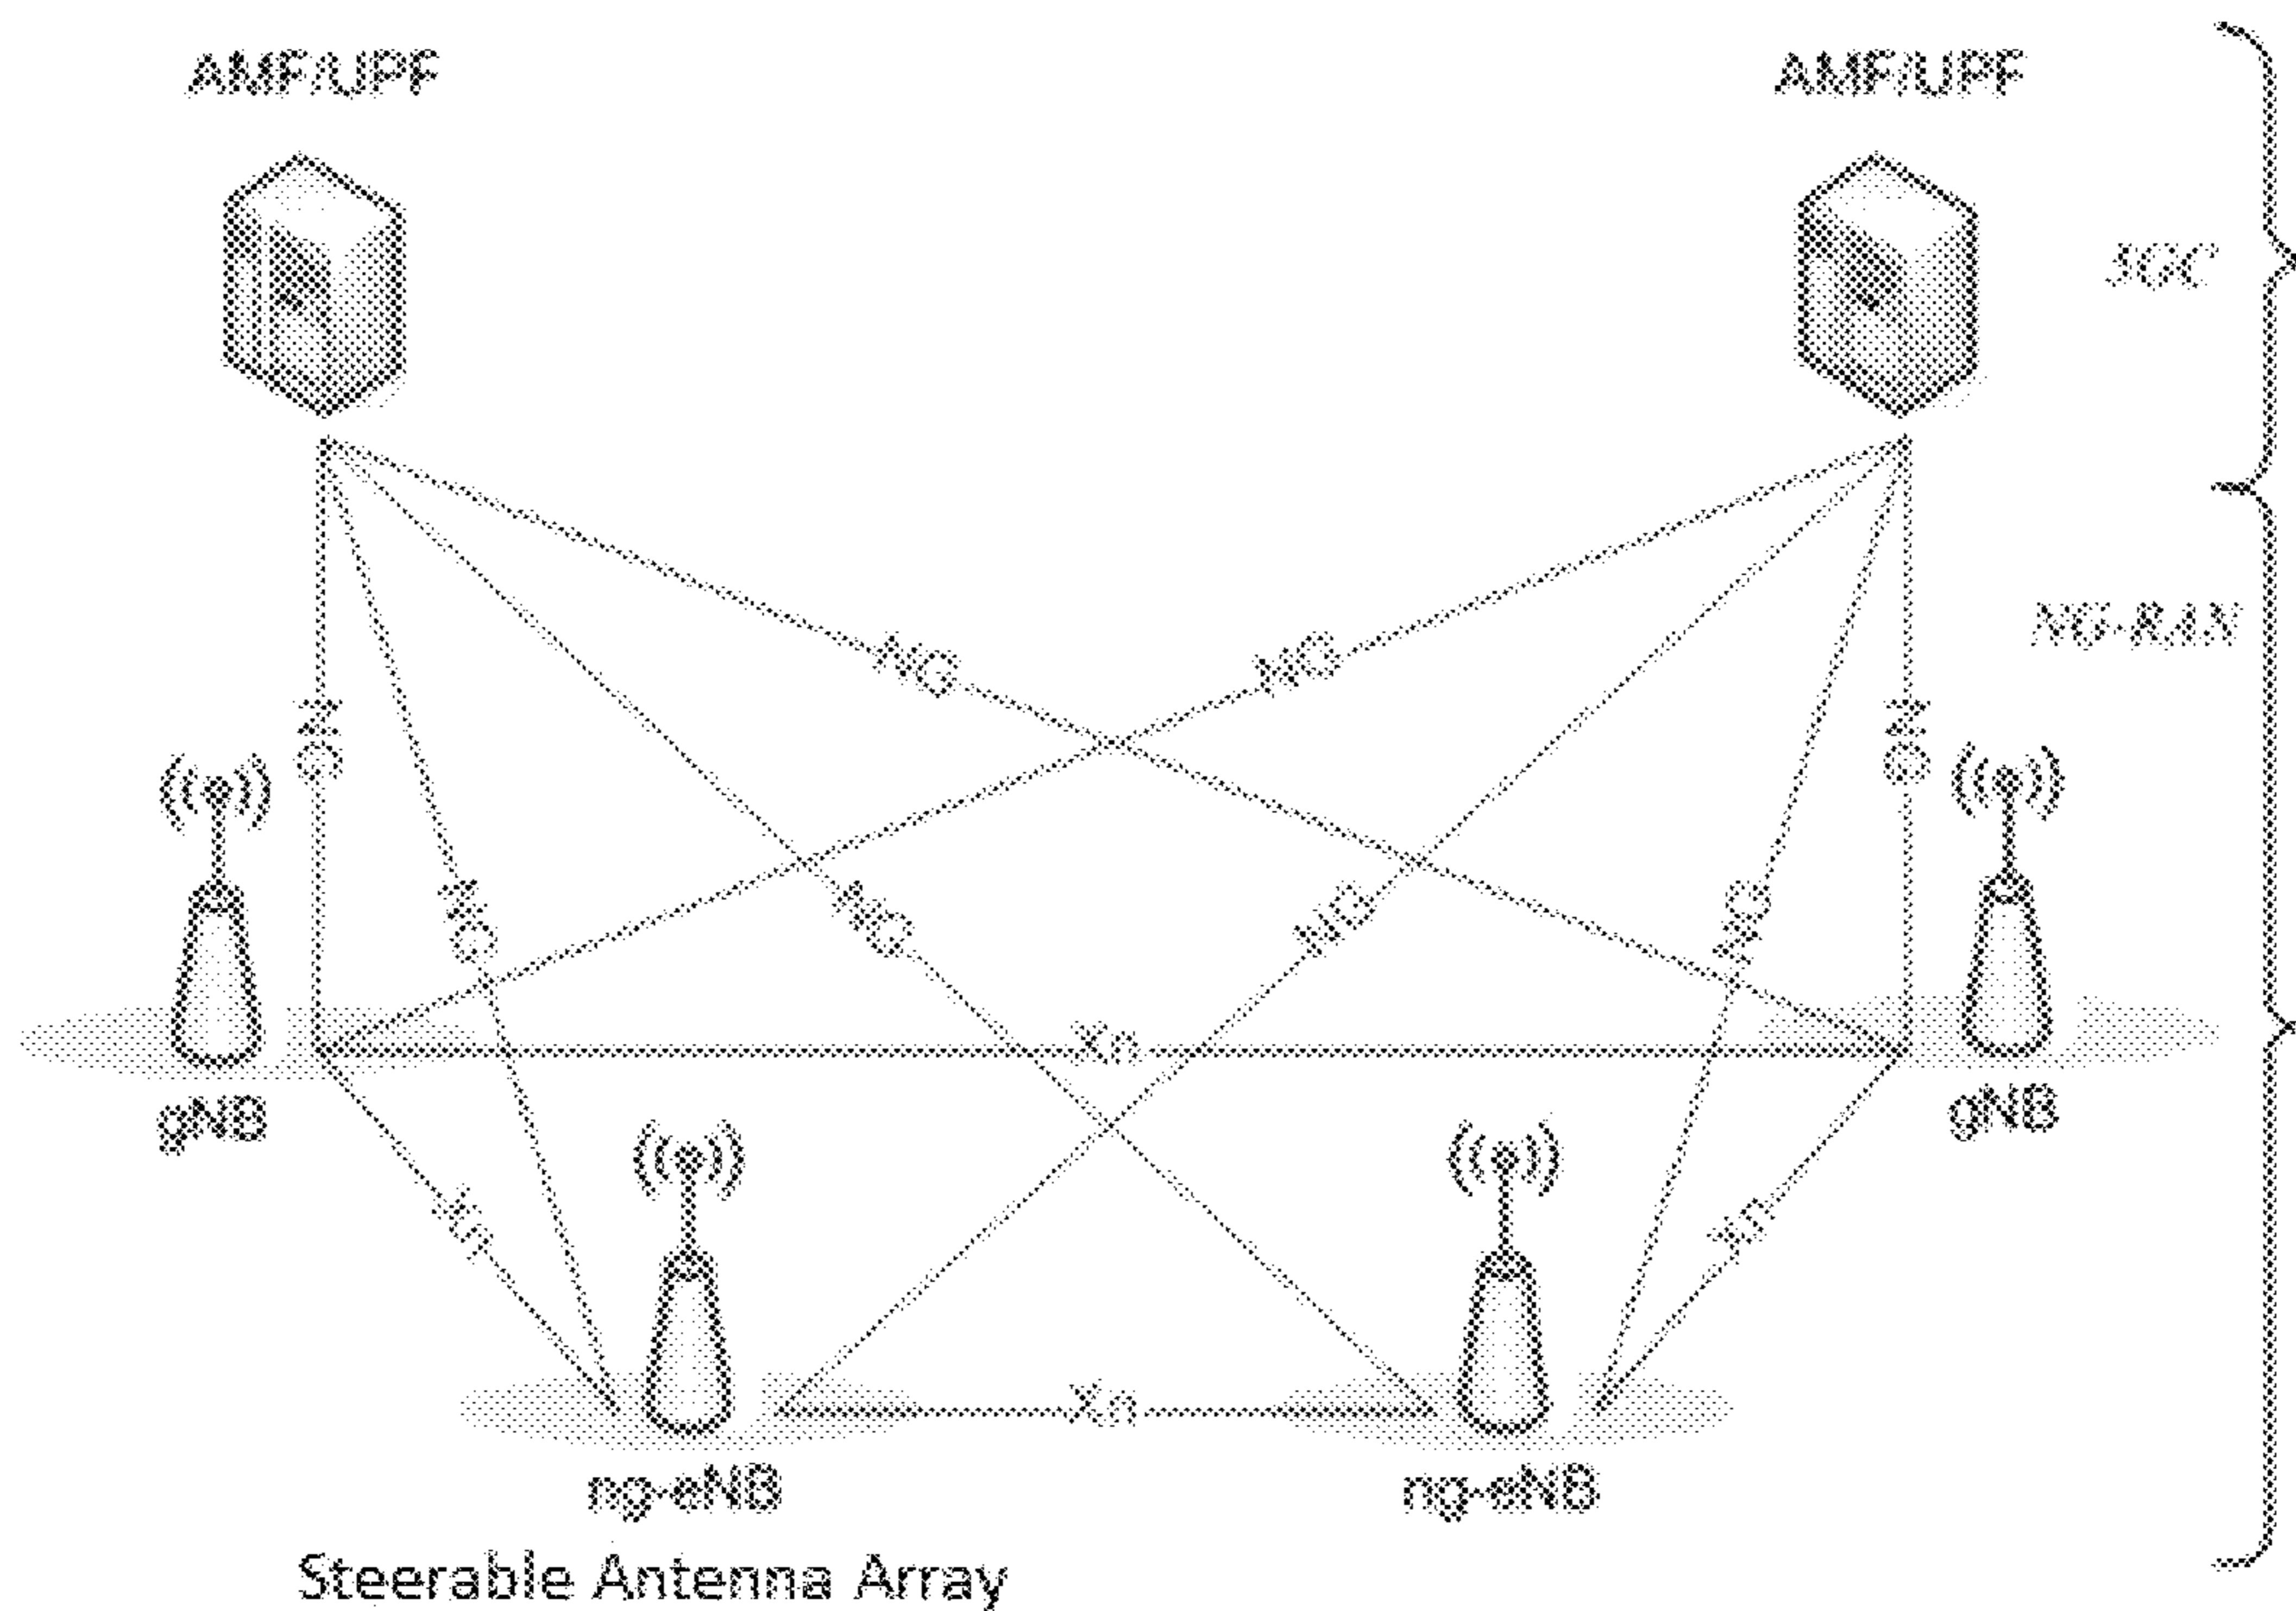 AMF/UPF AMF/UPF
5GC
NG-RAN
NG NG
NG NG
NG NG NG NG
Xn
gNB gNB
Xn Xn
Xn
ng-eNB ng-eNB
Steerable Antenna Array